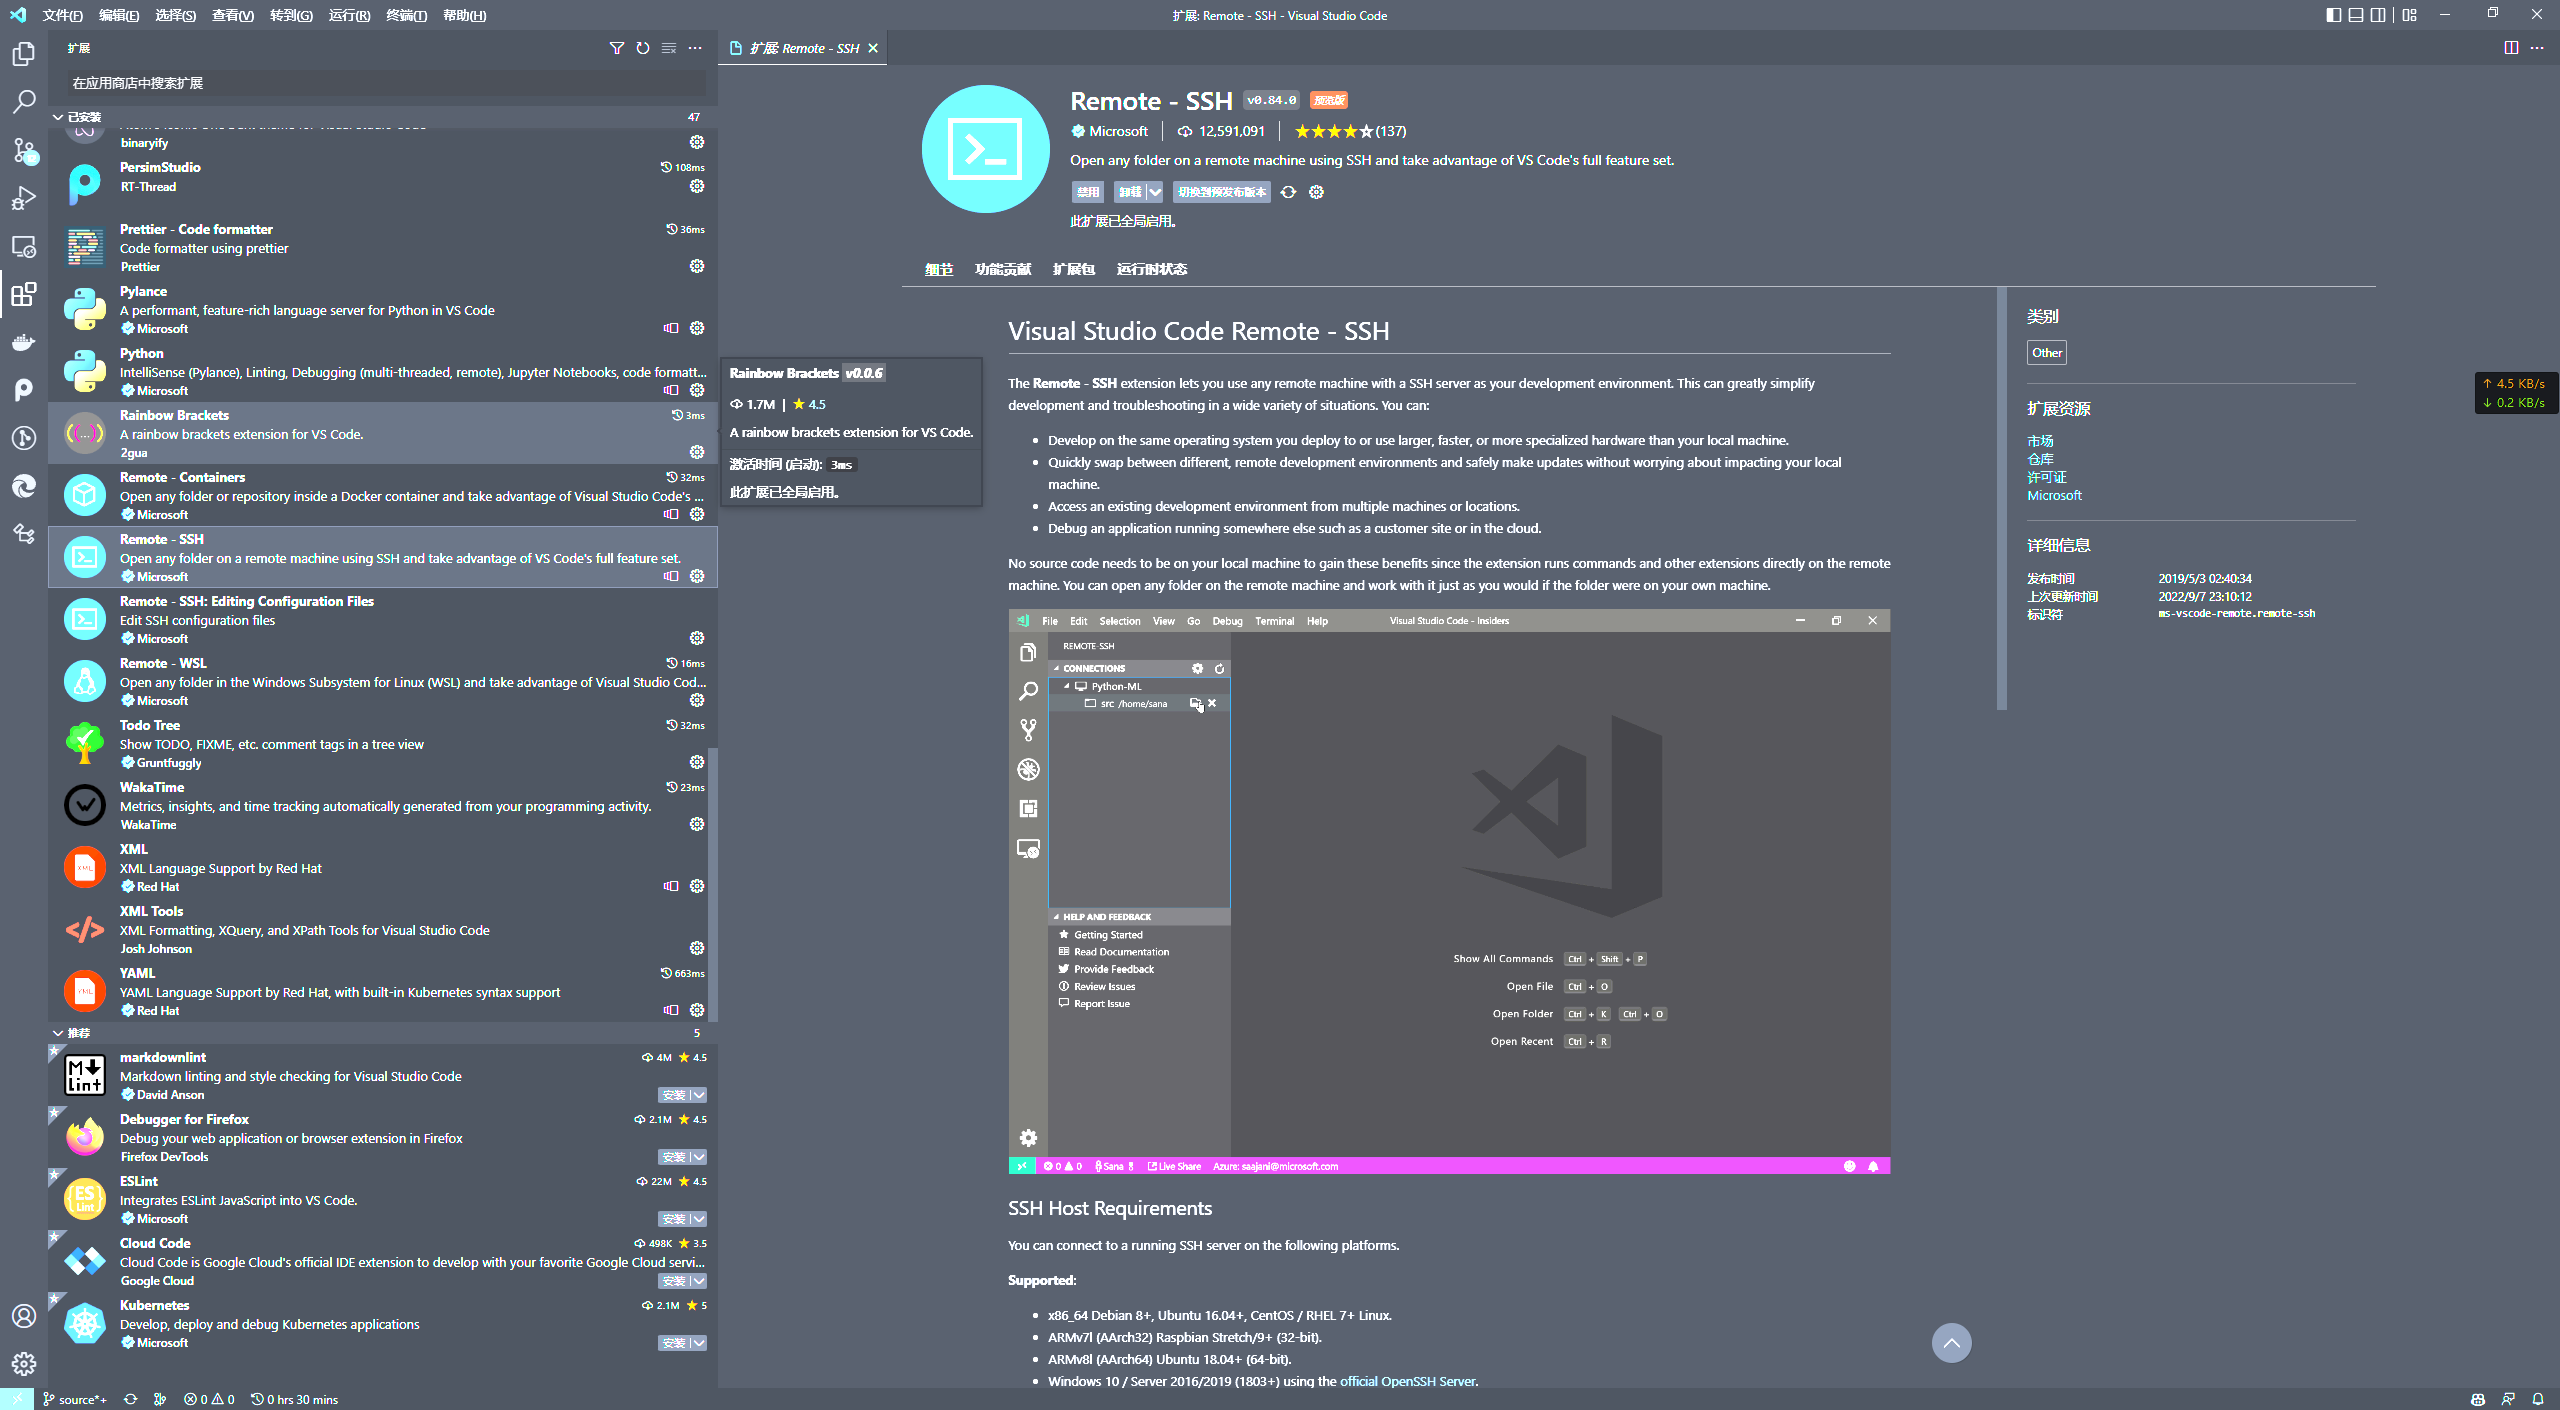 文件(F) 编辑(E) 选择(S) 查看(V) 转到(G) 运行(R) 终端(T) 帮助(H)
扩展: Remote - SSH - Visual Studio Code
扩展
在应用商店中搜索扩展
已安装 47
binaryify
PersimStudio 108ms
RT-Thread
Prettier - Code formatter 36ms
Code formatter using prettier
Prettier
Pylance
A performant, feature-rich language server for Python in VS Code
Microsoft
Python
IntelliSense (Pylance), Linting, Debugging (multi-threaded, remote), Jupyter Notebooks, code formatt...
Microsoft
Rainbow Brackets 3ms
A rainbow brackets extension for VS Code.
2gua
Remote - Containers 32ms
Open any folder or repository inside a Docker container and take advantage of Visual Studio Code's ...
Microsoft
Remote - SSH
Open any folder on a remote machine using SSH and take advantage of VS Code's full feature set.
Microsoft
Remote - SSH: Editing Configuration Files
Edit SSH configuration files
Microsoft
Remote - WSL 16ms
Open any folder in the Windows Subsystem for Linux (WSL) and take advantage of Visual Studio Cod...
Microsoft
Todo Tree 32ms
Show TODO, FIXME, etc. comment tags in a tree view
Gruntfuggly
WakaTime 23ms
Metrics, insights, and time tracking automatically generated from your programming activity.
WakaTime
XML
XML Language Support by Red Hat
Red Hat
XML Tools
XML Formatting, XQuery, and XPath Tools for Visual Studio Code
Josh Johnson
YAML 663ms
YAML Language Support by Red Hat, with built-in Kubernetes syntax support
Red Hat
推荐 5
markdownlint 4M 4.5
Markdown linting and style checking for Visual Studio Code
David Anson 安装
Debugger for Firefox 2.1M 4.5
Debug your web application or browser extension in Firefox
Firefox DevTools 安装
ESLint 22M 4.5
Integrates ESLint JavaScript into VS Code.
Microsoft 安装
Cloud Code 498K 3.5
Cloud Code is Google Cloud's official IDE extension to develop with your favorite Google Cloud servi...
Google Cloud 安装
Kubernetes 2.1M 5
Develop, deploy and debug Kubernetes applications
Microsoft 安装
扩展: Remote - SSH
Remote - SSH v0.84.0 预览版
Microsoft 12,591,091 (137)
Open any folder on a remote machine using SSH and take advantage of VS Code's full feature set.
禁用 卸载 切换到预发布版本
此扩展已全局启用。
细节 功能贡献 扩展包 运行时状态
Rainbow Brackets v0.0.6
1.7M | 4.5
A rainbow brackets extension for VS Code.
激活时间 (启动): 3ms
此扩展已全局启用。
Visual Studio Code Remote - SSH
The Remote - SSH extension lets you use any remote machine with a SSH server as your development environment. This can greatly simplify
development and troubleshooting in a wide variety of situations. You can:
• Develop on the same operating system you deploy to or use larger, faster, or more specialized hardware than your local machine.
• Quickly swap between different, remote development environments and safely make updates without worrying about impacting your local
machine.
• Access an existing development environment from multiple machines or locations.
• Debug an application running somewhere else such as a customer site or in the cloud.
No source code needs to be on your local machine to gain these benefits since the extension runs commands and other extensions directly on the remote
machine. You can open any folder on the remote machine and work with it just as you would if the folder were on your own machine.
File Edit Selection View Go Debug Terminal Help Visual Studio Code - Insiders
REMOTE-SSH
CONNECTIONS
Python-ML
src /home/sana
HELP AND FEEDBACK
Getting Started
Read Documentation
Provide Feedback
Review Issues
Report Issue
Show All Commands Ctrl + Shift + P
Open File Ctrl + O
Open Folder Ctrl + K Ctrl + O
Open Recent Ctrl + R
0 0 Sana Live Share Azure: saajani@microsoft.com
SSH Host Requirements
You can connect to a running SSH server on the following platforms.
Supported:
• x86_64 Debian 8+, Ubuntu 16.04+, CentOS / RHEL 7+ Linux.
• ARMv7l (AArch32) Raspbian Stretch/9+ (32-bit).
• ARMv8l (AArch64) Ubuntu 18.04+ (64-bit).
• Windows 10 / Server 2016/2019 (1803+) using the official OpenSSH Server.
类别
Other
扩展资源
市场
仓库
许可证
Microsoft
详细信息
发布时间 2019/5/3 02:40:34
上次更新时间 2022/9/7 23:10:12
标识符 ms-vscode-remote.remote-ssh
↑ 4.5 KB/s
↓ 0.2 KB/s
source*+ 0 0 0 hrs 30 mins